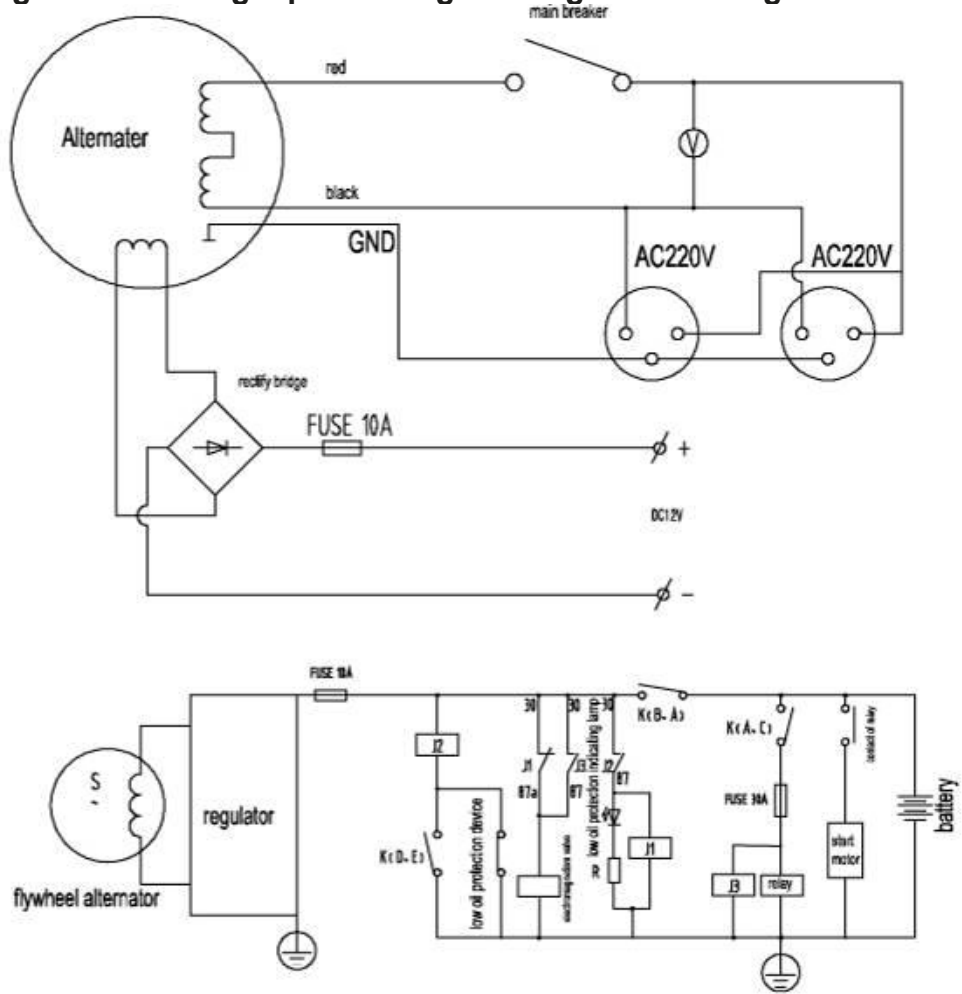 main breaker
red
Alternater
V
black
GND
AC220V
AC220V
rectify bridge
FUSE 10A
+
DC12V
-
FUSE 10A
30
30
30
K(B、A)
K(A、C)
contact of relay
J2
J1
J3
J2
87a
87
87
low oil protection indicating lamp
FUSE 30A
battery
S
~
regulator
K(D、E)
low oil protection device
J1
start
motor
J3
relay
flywheel alternator